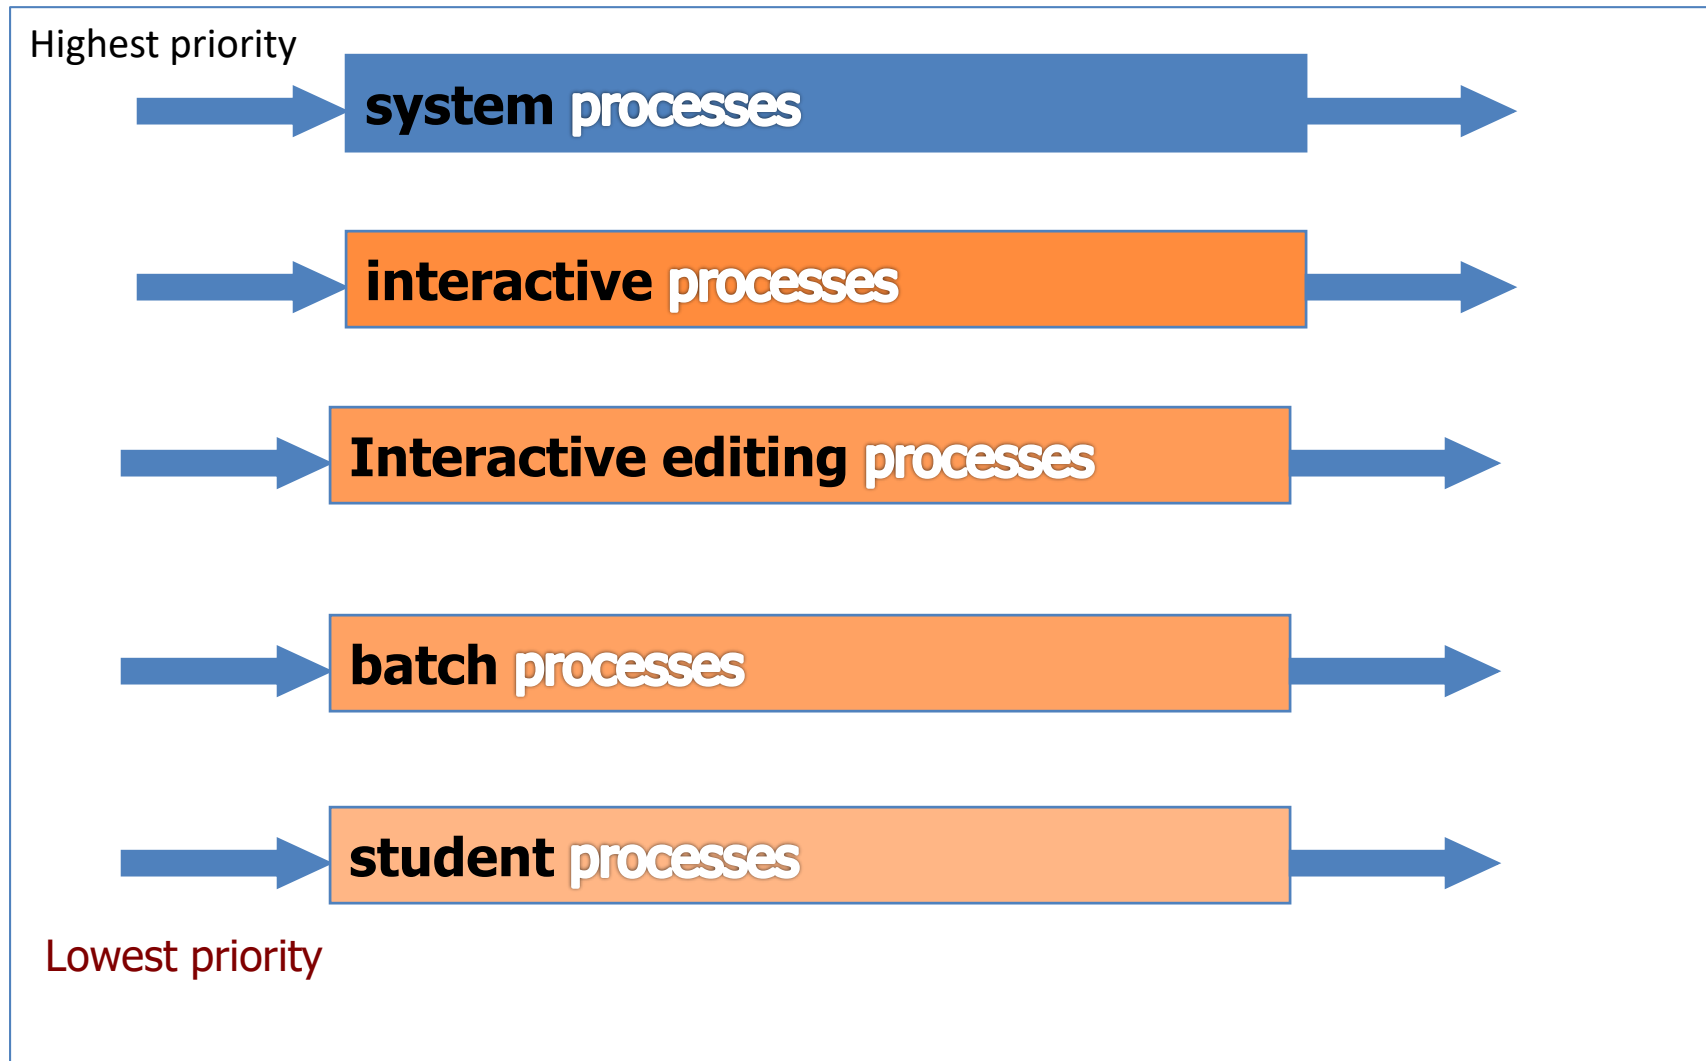 Highest priority
system processes
interactive processes
Interactive editing processes
batch processes
student processes
Lowest priority